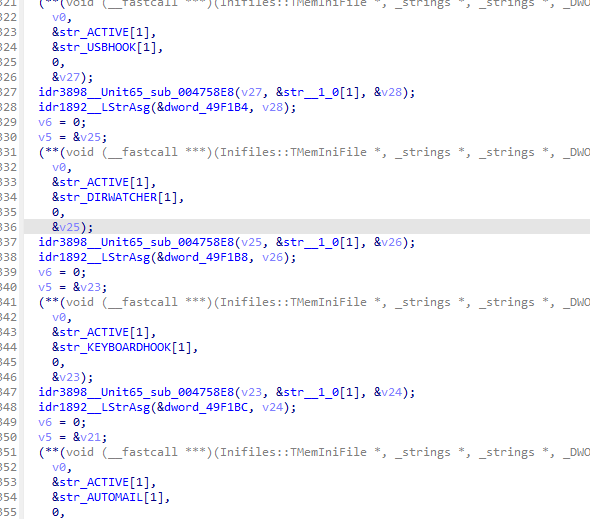 321 (**(void (__fastcall ***)(Inifiles::TMemIniFile *, _strings *, _strings *, _DWO
322 v0,
323 &str_ACTIVE[1],
324 &str_USBHOOK[1],
325 0,
326 &v27);
327 idr3898__Unit65_sub_004758E8(v27, &str__1_0[1], &v28);
328 idr1892__LStrAsg(&dword_49F1B4, v28);
329 v6 = 0;
330 v5 = &v25;
331 (**(void (__fastcall ***)(Inifiles::TMemIniFile *, _strings *, _strings *, _DWO
332 v0,
333 &str_ACTIVE[1],
334 &str_DIRWATCHER[1],
335 0,
336 &v25);
337 idr3898__Unit65_sub_004758E8(v25, &str__1_0[1], &v26);
338 idr1892__LStrAsg(&dword_49F1B8, v26);
339 v6 = 0;
340 v5 = &v23;
341 (**(void (__fastcall ***)(Inifiles::TMemIniFile *, _strings *, _strings *, _DWO
342 v0,
343 &str_ACTIVE[1],
344 &str_KEYBOARDHOOK[1],
345 0,
346 &v23);
347 idr3898__Unit65_sub_004758E8(v23, &str__1_0[1], &v24);
348 idr1892__LStrAsg(&dword_49F1BC, v24);
349 v6 = 0;
350 v5 = &v21;
351 (**(void (__fastcall ***)(Inifiles::TMemIniFile *, _strings *, _strings *, _DWO
352 v0,
353 &str_ACTIVE[1],
354 &str_AUTOMAIL[1],
355 0,